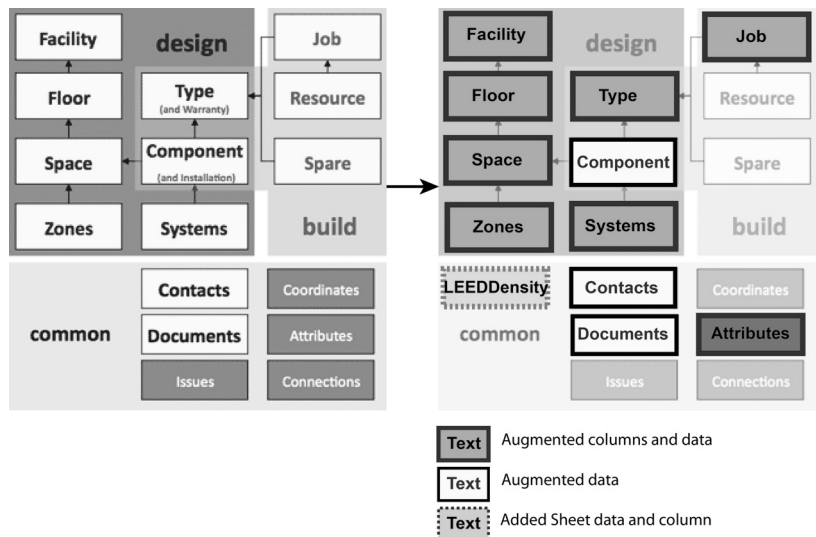 Facility
design
Job
Floor
Type
(and Warranty)
Resource
Space
Component
(and Installation)
Spare
Zones
Systems
build
Contacts
Coordinates
common
Documents
Attributes
Issues
Connections
Facility
design
Job
Floor
Type
Resource
Space
Component
Spare
Zones
Systems
build
LEEDDensity
Contacts
Coordinates
common
Documents
Attributes
Issues
Connections
Text Augmented columns and data
Text Augmented data
Text Added Sheet data and column